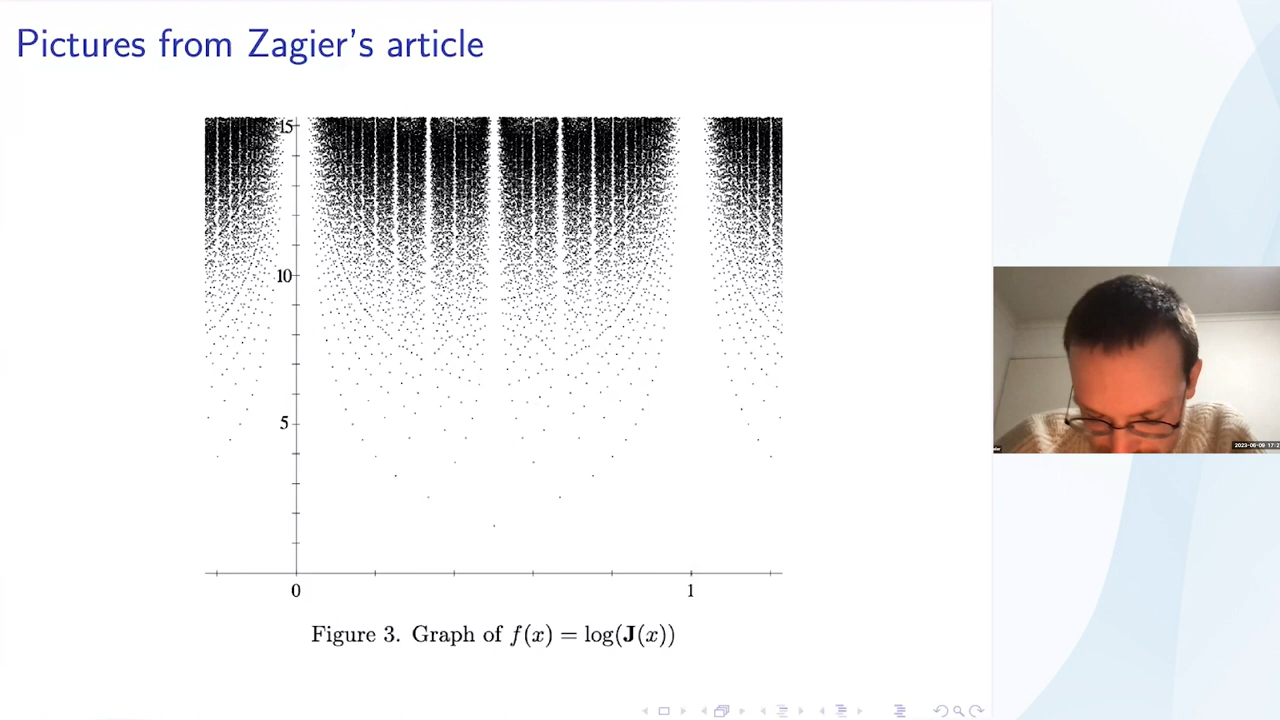 Pictures from Zagier's article
15
10
5
0
1
Figure 3. Graph of f(x) = log(J(x))